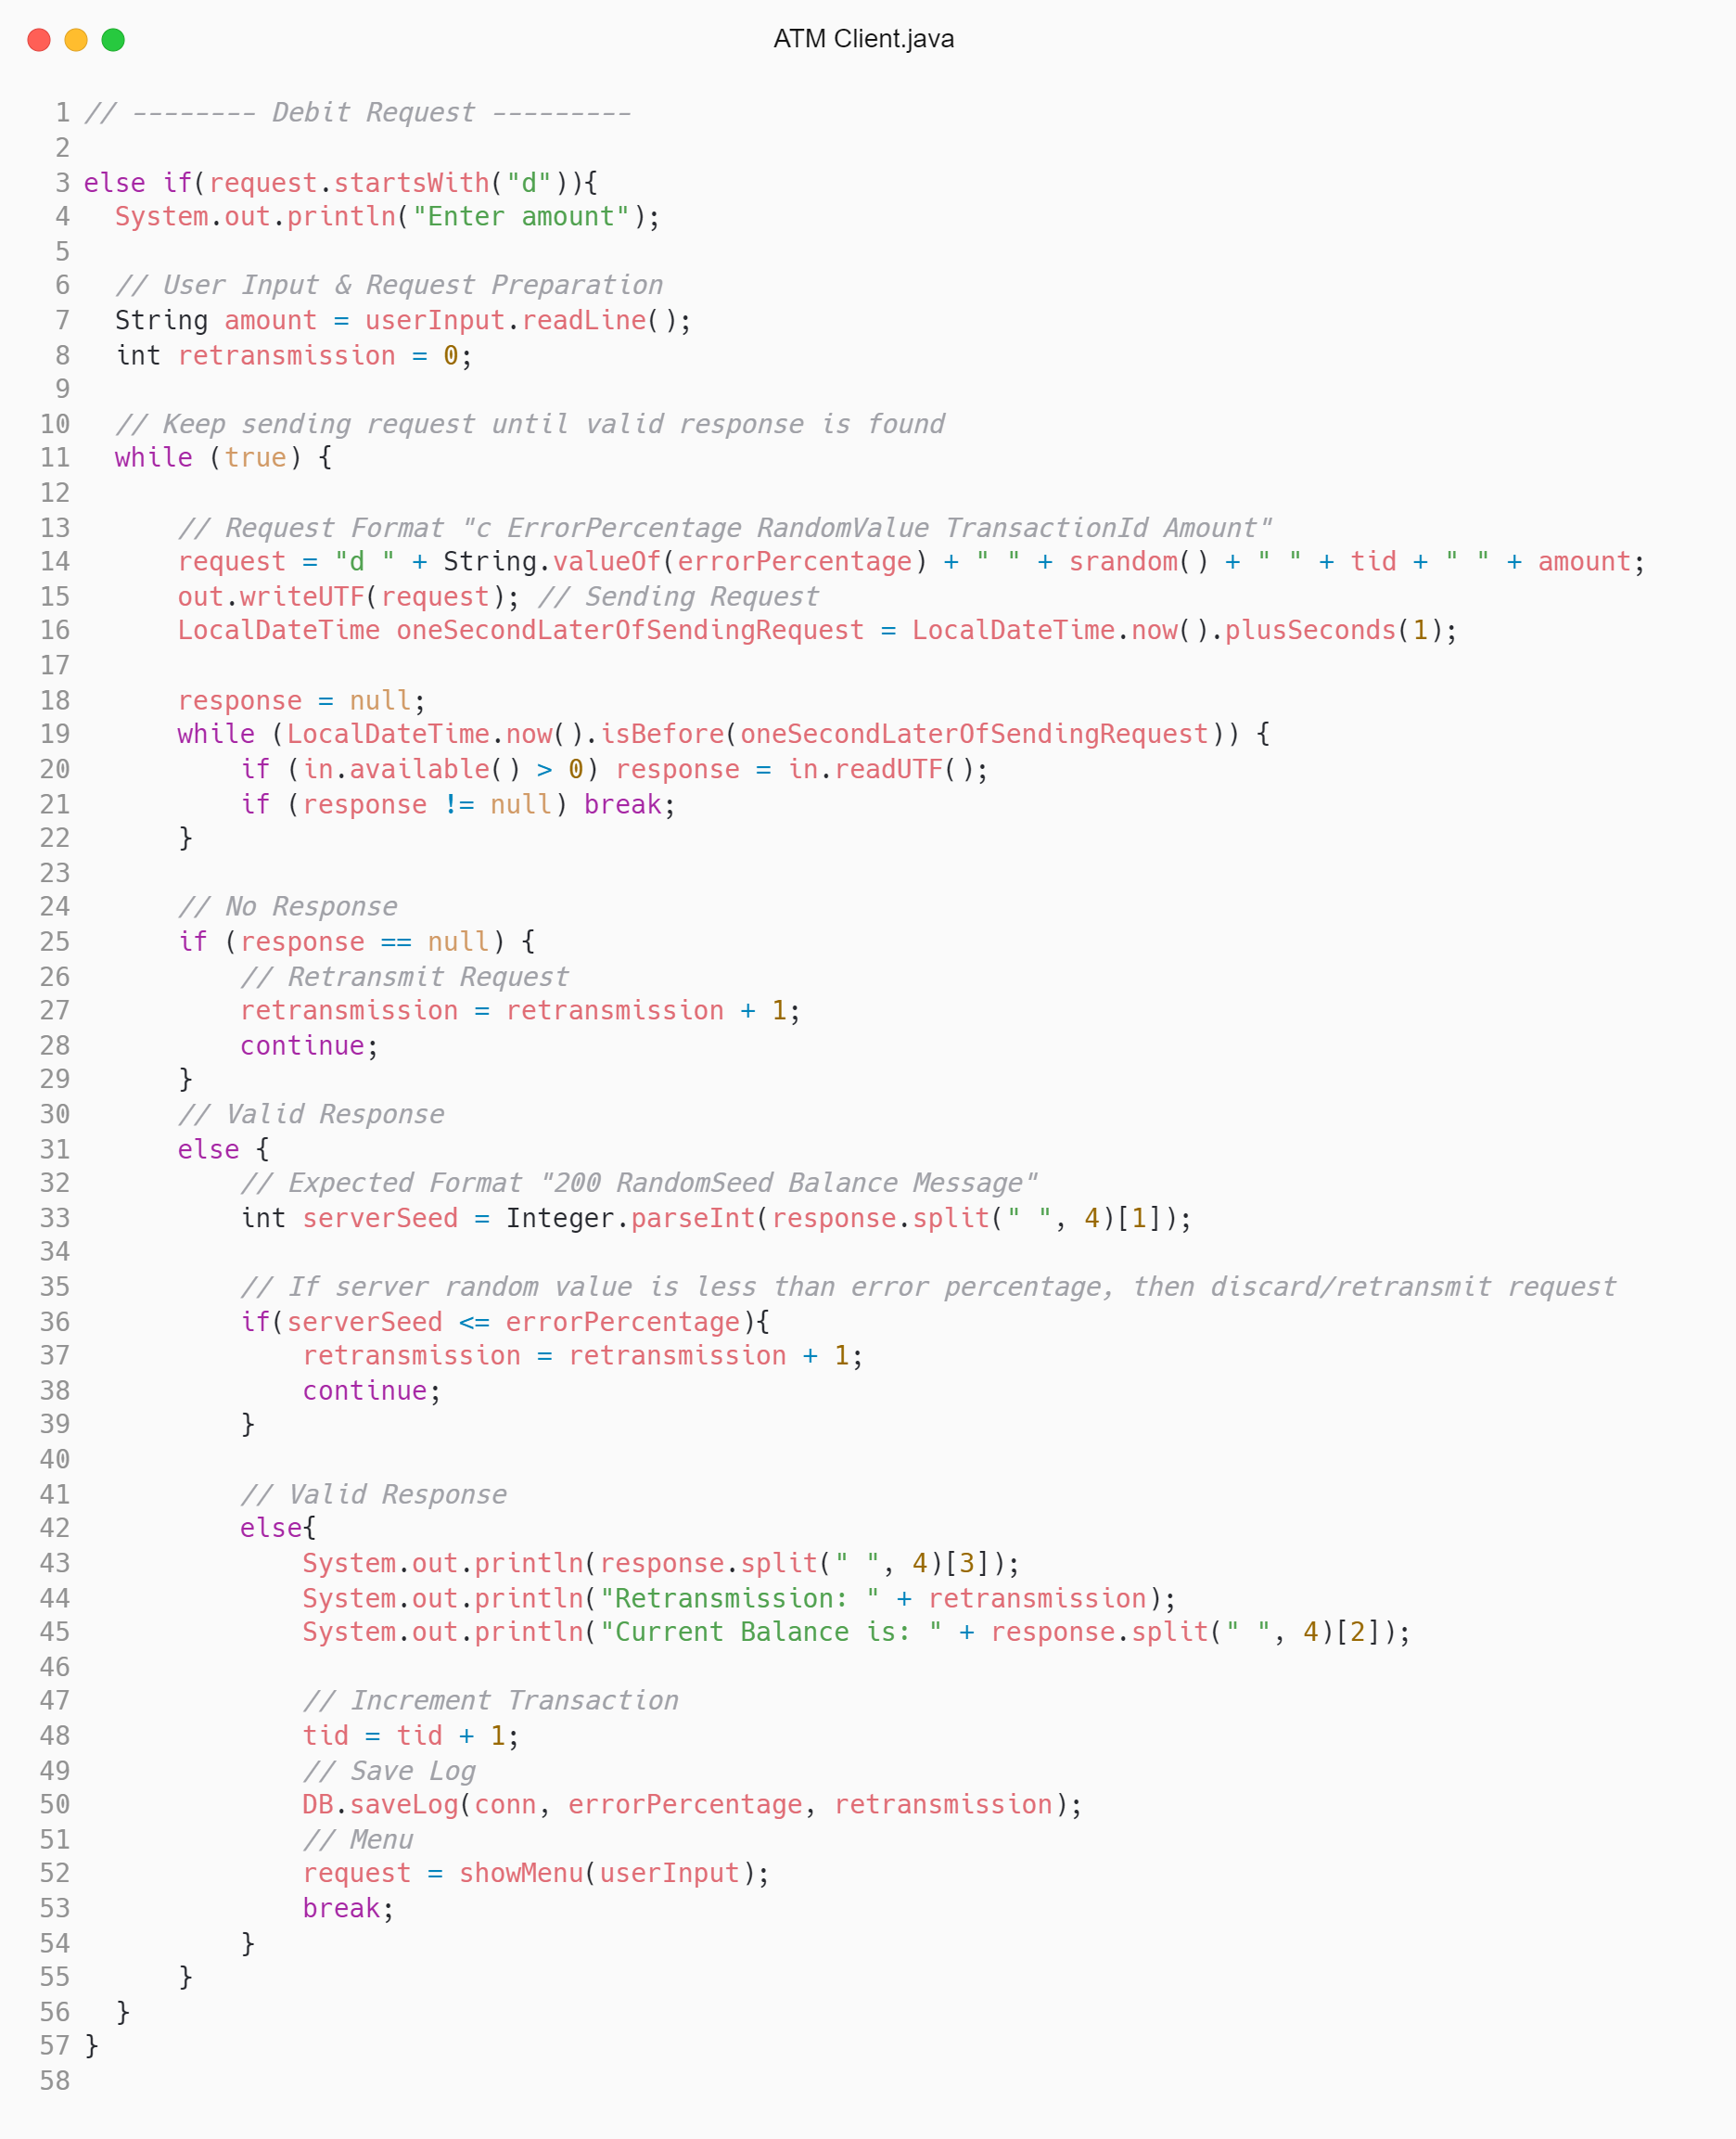 ATM Client.java
1 // -------- Debit Request ---------
2
3 else if(request.startsWith("d")){
4   System.out.println("Enter amount");
5
6   // User Input & Request Preparation
7   String amount = userInput.readLine();
8   int retransmission = 0;
9
10   // Keep sending request until valid response is found
11   while (true) {
12
13       // Request Format "c ErrorPercentage RandomValue TransactionId Amount"
14       request = "d " + String.valueOf(errorPercentage) + " " + srandom() + " " + tid + " " + amount;
15       out.writeUTF(request); // Sending Request
16       LocalDateTime oneSecondLaterOfSendingRequest = LocalDateTime.now().plusSeconds(1);
17
18       response = null;
19       while (LocalDateTime.now().isBefore(oneSecondLaterOfSendingRequest)) {
20           if (in.available() > 0) response = in.readUTF();
21           if (response != null) break;
22       }
23
24       // No Response
25       if (response == null) {
26           // Retransmit Request
27           retransmission = retransmission + 1;
28           continue;
29       }
30       // Valid Response
31       else {
32           // Expected Format "200 RandomSeed Balance Message"
33           int serverSeed = Integer.parseInt(response.split(" ", 4)[1]);
34
35           // If server random value is less than error percentage, then discard/retransmit request
36           if(serverSeed <= errorPercentage){
37               retransmission = retransmission + 1;
38               continue;
39           }
40
41           // Valid Response
42           else{
43               System.out.println(response.split(" ", 4)[3]);
44               System.out.println("Retransmission: " + retransmission);
45               System.out.println("Current Balance is: " + response.split(" ", 4)[2]);
46
47               // Increment Transaction
48               tid = tid + 1;
49               // Save Log
50               DB.saveLog(conn, errorPercentage, retransmission);
51               // Menu
52               request = showMenu(userInput);
53               break;
54           }
55       }
56   }
57 }
58